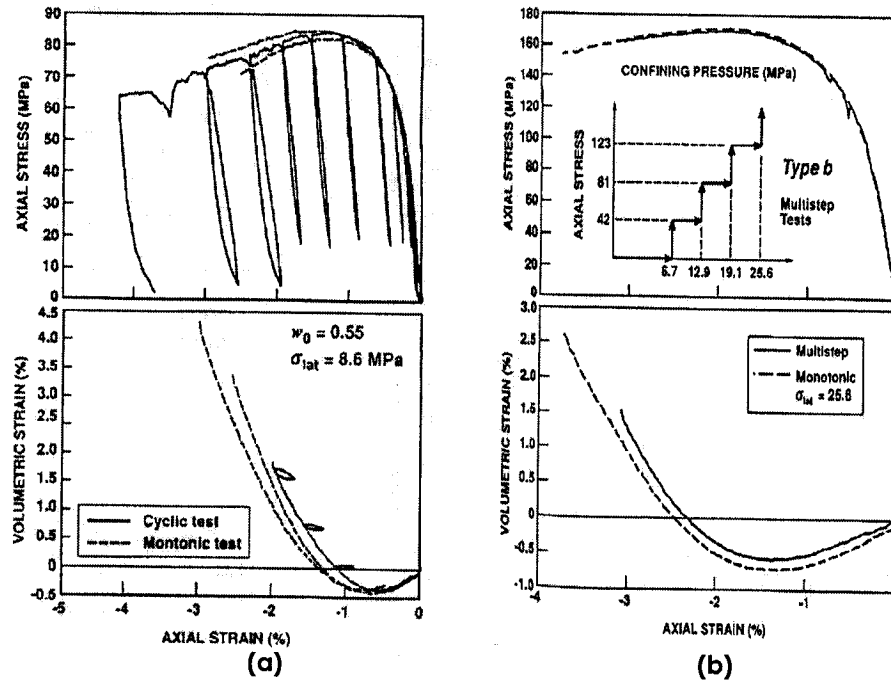 90
80
70
60
50
40
30
20
10
0
AXIAL STRESS (MPa)
4.5
4.0
3.5
3.0
2.5
2.0
1.5
1.0
0.5
0
-0.5
VOLUMETRIC STRAIN (%)
w₀ = 0.55
σlat = 8.6 MPa
Cyclic test
Montonic test
-5 -4 -3 -2 -1 0
AXIAL STRAIN (%)
(a)
180
160
140
120
100
80
60
40
20
0
AXIAL STRESS (MPa)
CONFINING PRESSURE (MPa)
AXIAL STRESS
123
81
42
Type b
Multistep
Tests
6.7 12.9 19.1 25.6
3.0
2.5
2.0
1.5
1.0
0.5
0
-0.5
-1.0
VOLUMETRIC STRAIN (%)
Multistep
Monotonic
σlat = 25.6
-4 -3 -2 -1
AXIAL STRAIN (%)
(b)